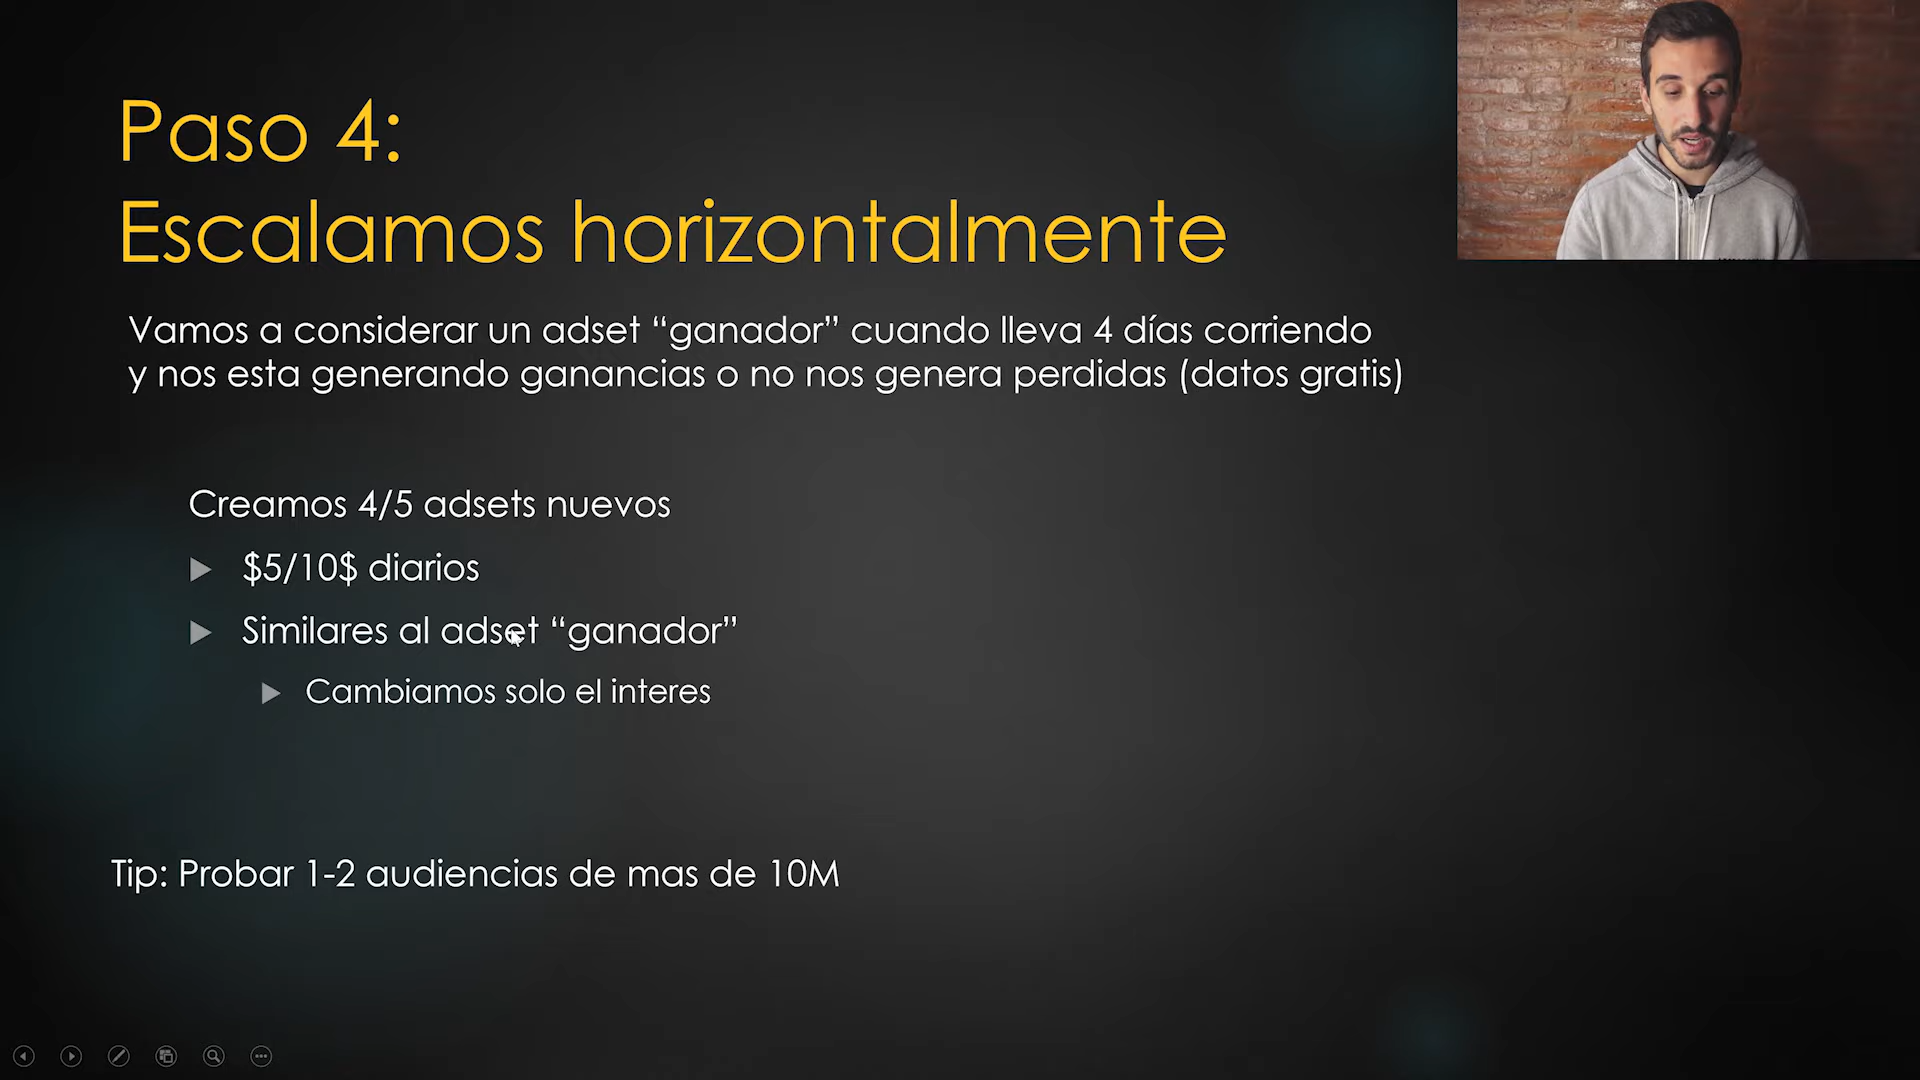 Paso 4:
Escalamos horizontalmente
Vamos a considerar un adset “ganador” cuando lleva 4 días corriendo
y nos esta generando ganancias o no nos genera perdidas (datos gratis)
Creamos 4/5 adsets nuevos
$5/10$ diarios
Similares al adset “ganador”
Cambiamos solo el interes
Tip: Probar 1-2 audiencias de mas de 10M